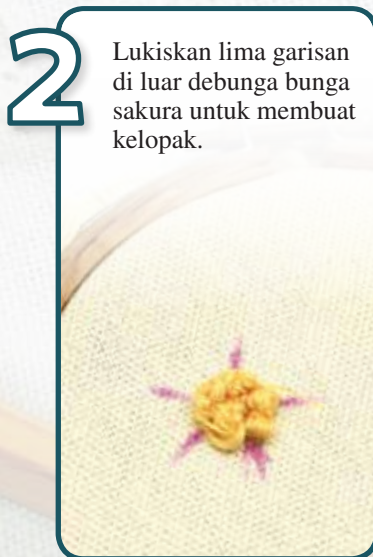 2
Lukiskan lima garisan
di luar debunga bunga
sakura untuk membuat
kelopak.